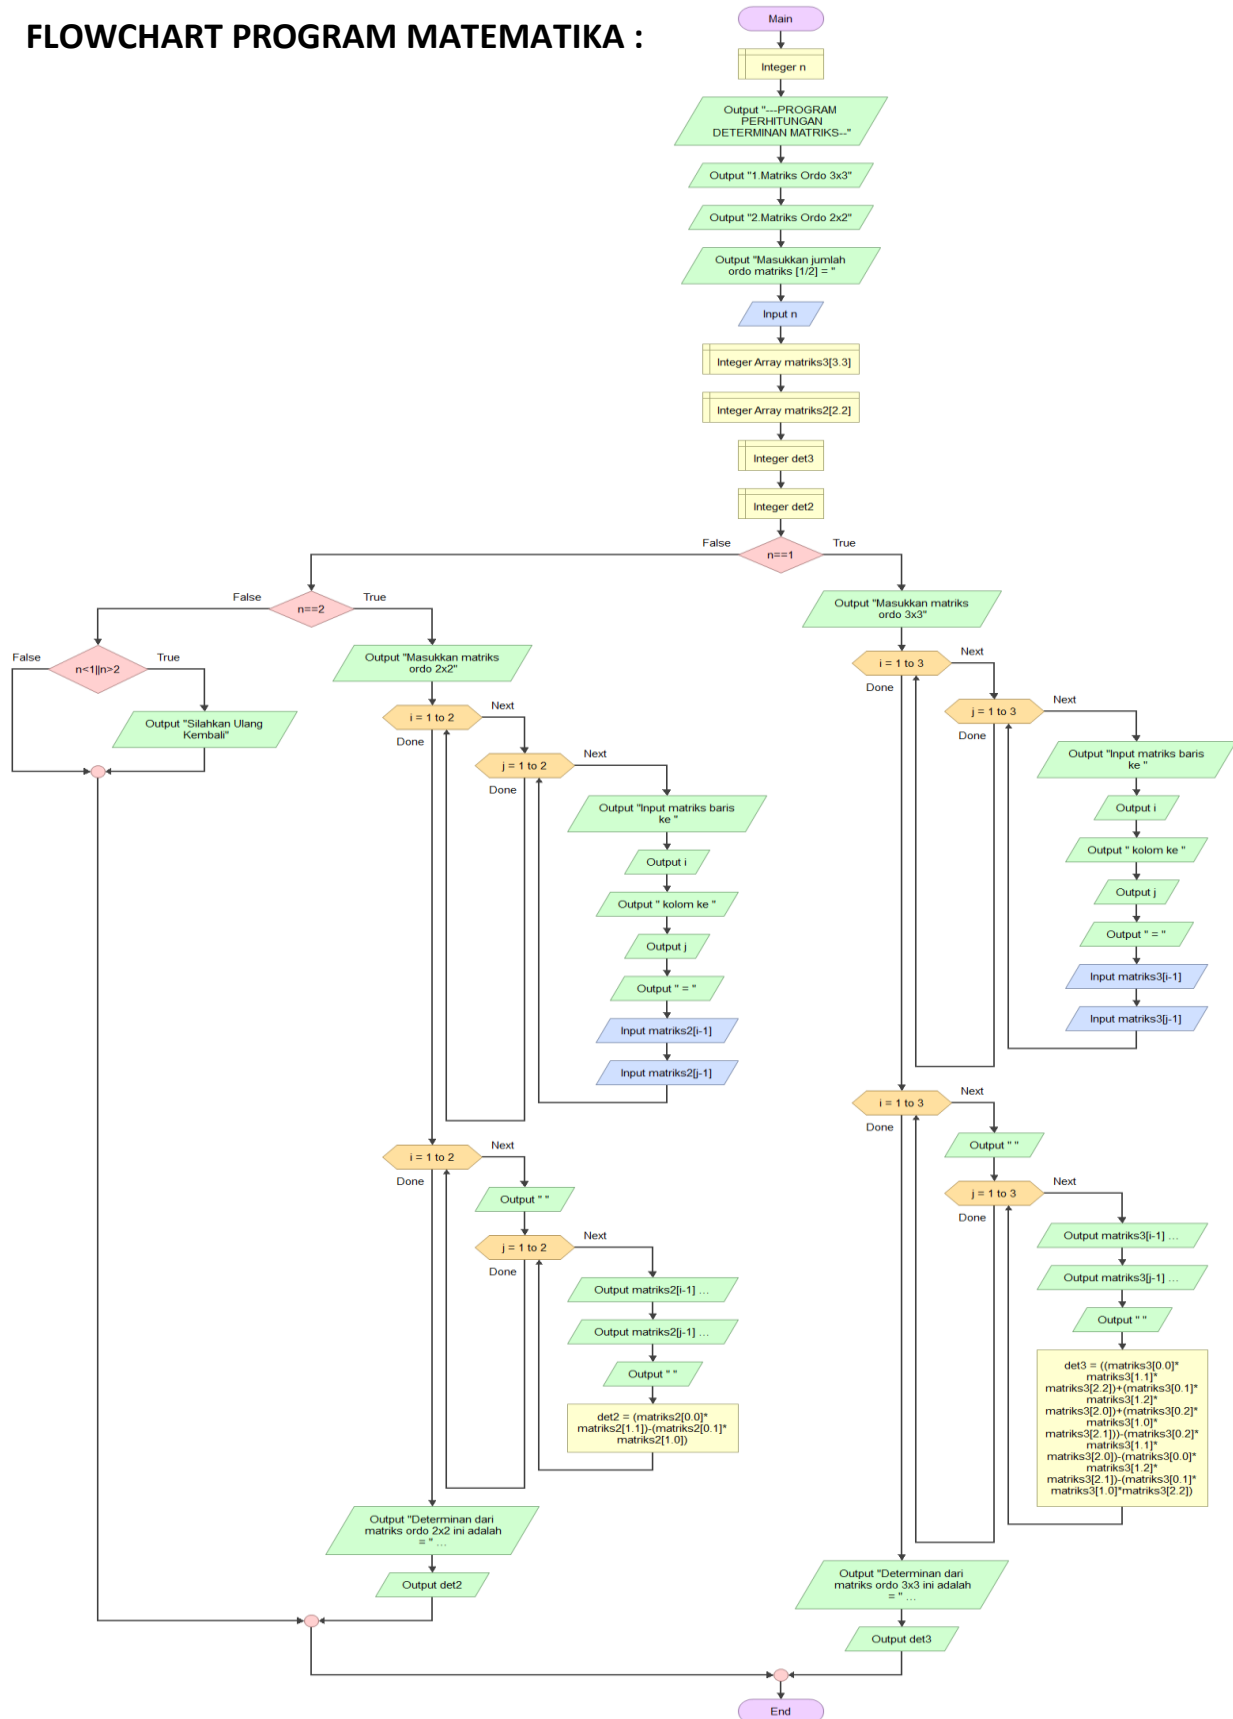 FLOWCHART PROGRAM MATEMATIKA :
Main
Integer n
Output "---PROGRAM
PERHITUNGAN
DETERMINAN MATRIKS--"
Output "1.Matriks Ordo 3x3"
Output "2.Matriks Ordo 2x2"
Output "Masukkan jumlah
ordo matriks [1/2] = "
Input n
Integer Array matriks3[3.3]
Integer Array matriks2[2.2]
Integer det3
Integer det2
False
True
n==1
False
True
n==2
False
True
n<1||n>2
Output "Silahkan Ulang
Kembali"
Output "Masukkan matriks
ordo 2x2"
i = 1 to 2
Next
Done
j = 1 to 2
Next
Done
Output "Input matriks baris
ke "
Output i
Output " kolom ke "
Output j
Output " = "
Input matriks2[i-1]
Input matriks2[j-1]
i = 1 to 2
Next
Done
Output " "
j = 1 to 2
Next
Done
Output matriks2[i-1] ...
Output matriks2[j-1] ...
Output " "
det2 = (matriks2[0.0]*
matriks2[1.1])-(matriks2[0.1]*
matriks2[1.0])
Output "Determinan dari
matriks ordo 2x2 ini adalah
= " ...
Output det2
Output "Masukkan matriks
ordo 3x3"
i = 1 to 3
Next
Done
j = 1 to 3
Next
Done
Output "Input matriks baris
ke "
Output i
Output " kolom ke "
Output j
Output " = "
Input matriks3[i-1]
Input matriks3[j-1]
i = 1 to 3
Next
Done
Output " "
j = 1 to 3
Next
Done
Output matriks3[i-1] ...
Output matriks3[j-1] ...
Output " "
det3 = ((matriks3[0.0]*
matriks3[1.1]*
matriks3[2.2])+(matriks3[0.1]*
matriks3[1.2]*
matriks3[2.0])+(matriks3[0.2]*
matriks3[1.0]*
matriks3[2.1]))-(matriks3[0.2]*
matriks3[1.1]*
matriks3[2.0])-(matriks3[0.0]*
matriks3[1.2]*
matriks3[2.1])-(matriks3[0.1]*
matriks3[1.0]*matriks3[2.2])
Output "Determinan dari
matriks ordo 3x3 ini adalah
= " ...
Output det3
End